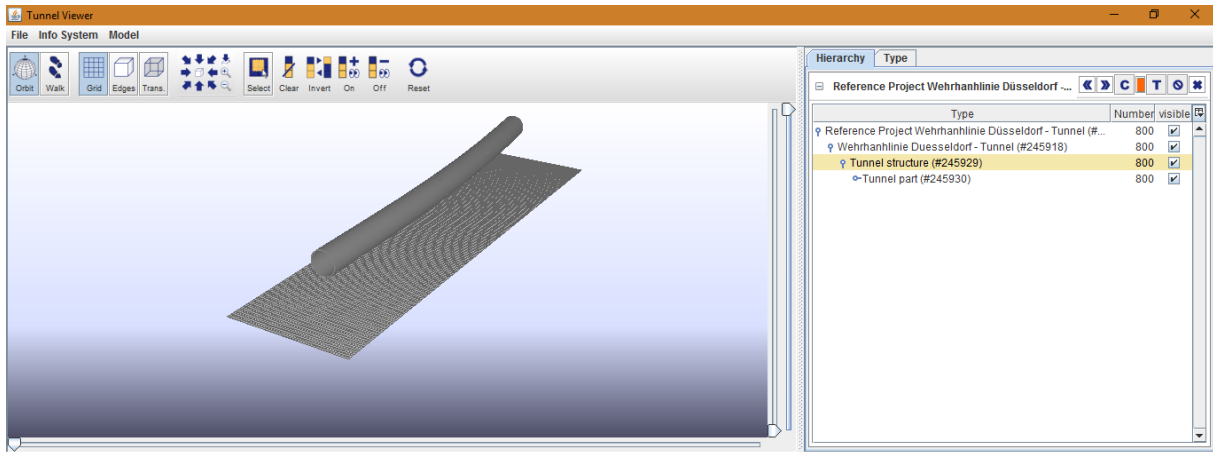 Tunnel Viewer
File Info System Model
Orbit Walk Grid Edges Trans. Select Clear Invert On Off Reset
Hierarchy Type
Reference Project Wehrhahnlinie Düsseldorf -... C T
Type Number visible
Reference Project Wehrhahnlinie Düsseldorf - Tunnel (#... 800
Wehrhanhlinie Duesseldorf - Tunnel (#245918) 800
Tunnel structure (#245929) 800
Tunnel part (#245930) 800